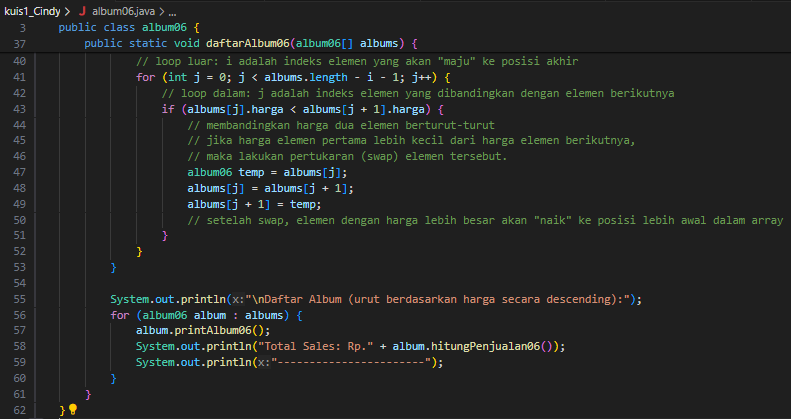 kuis1_Cindy > J album06.java > ...
3 public class album06 {
37 public static void daftarAlbum06(album06[] albums) {
40 // loop luar: i adalah indeks elemen yang akan "maju" ke posisi akhir
41 for (int j = 0; j < albums.length - i - 1; j++) {
42 // loop dalam: j adalah indeks elemen yang dibandingkan dengan elemen berikutnya
43 if (albums[j].harga < albums[j + 1].harga) {
44 // membandingkan harga dua elemen berturut-turut
45 // jika harga elemen pertama lebih kecil dari harga elemen berikutnya,
46 // maka lakukan pertukaran (swap) elemen tersebut.
47 album06 temp = albums[j];
48 albums[j] = albums[j + 1];
49 albums[j + 1] = temp;
50 // setelah swap, elemen dengan harga lebih besar akan "naik" ke posisi lebih awal dalam array
51 }
52 }
53 }
54
55 System.out.println(x:"\nDaftar Album (urut berdasarkan harga secara descending):");
56 for (album06 album : albums) {
57 album.printAlbum06();
58 System.out.println("Total Sales: Rp." + album.hitungPenjualan06());
59 System.out.println(x:"-----------------------");
60 }
61 }
62 }